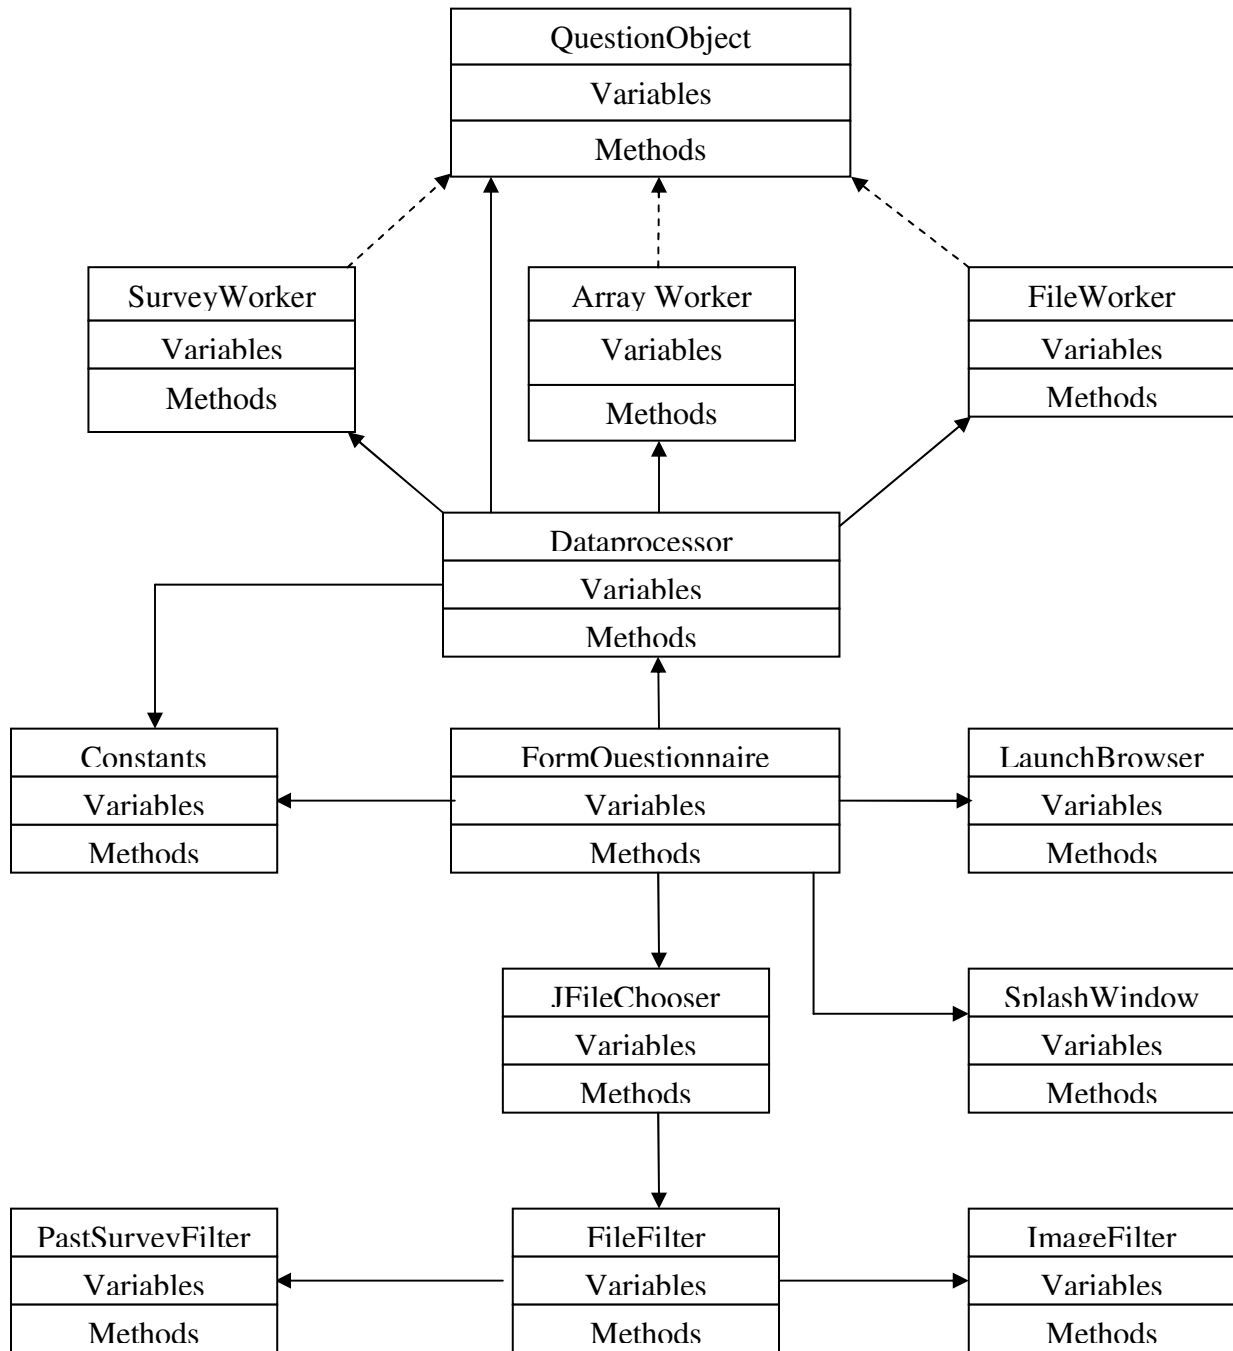 QuestionObject
Variables
Methods
SurveyWorker
Variables
Methods
Array Worker
Variables
Methods
FileWorker
Variables
Methods
Dataprocessor
Variables
Methods
Constants
Variables
Methods
FormQuestionnaire
Variables
Methods
LaunchBrowser
Variables
Methods
JFileChooser
Variables
Methods
SplashWindow
Variables
Methods
PastSurveyFilter
Variables
Methods
FileFilter
Variables
Methods
ImageFilter
Variables
Methods